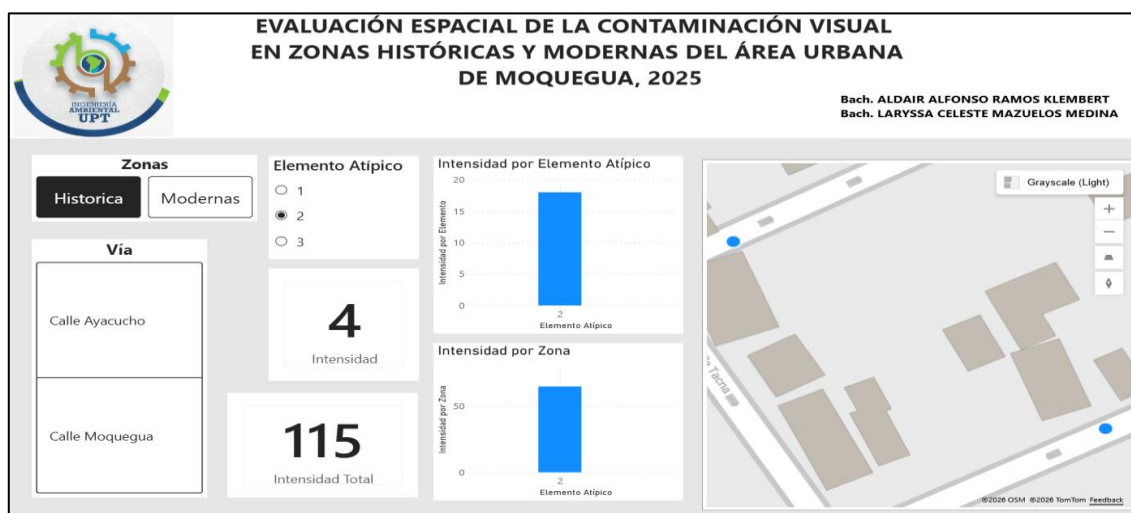 EVALUACIÓN ESPACIAL DE LA CONTAMINACIÓN VISUAL
EN ZONAS HISTÓRICAS Y MODERNAS DEL ÁREA URBANA
DE MOQUEGUA, 2025
INGENIERÍA
AMBIENTAL
UPT
Bach. ALDAIR ALFONSO RAMOS KLEMBERT
Bach. LARYSSA CELESTE MAZUELOS MEDINA
Zonas
Historica
Modernas
Vía
Calle Ayacucho
Calle Moquegua
Elemento Atípico
1
2
3
4
Intensidad
115
Intensidad Total
Intensidad por Elemento Atípico
Intensidad por Elemento
20
15
10
5
0
2
Elemento Atípico
Intensidad por Zona
Intensidad por Zona
50
0
2
Elemento Atípico
Grayscale (Light)
+
−
Tacna
©2026 OSM ©2026 TomTom Feedback